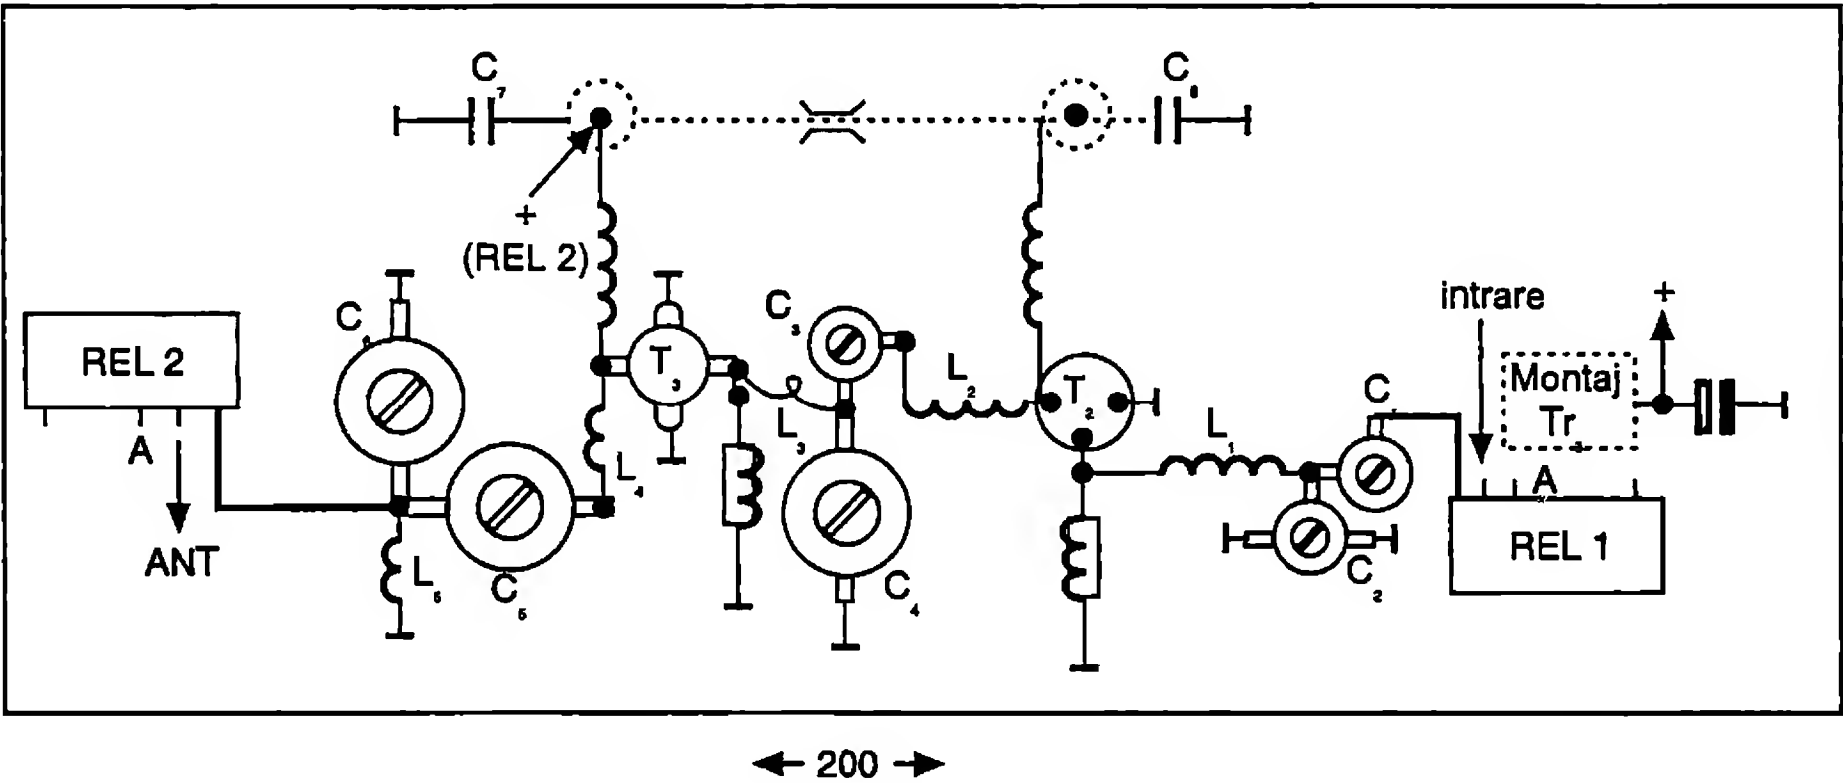 C₇
C₈
+
(REL 2)
intrare
+
C₃
REL 2
C₆
T₃
L₂
T₂
C₁
Montaj
Tr₁
A
L₄
L₃
L₁
A
ANT
L₅
C₅
C₄
C₂
REL 1
200